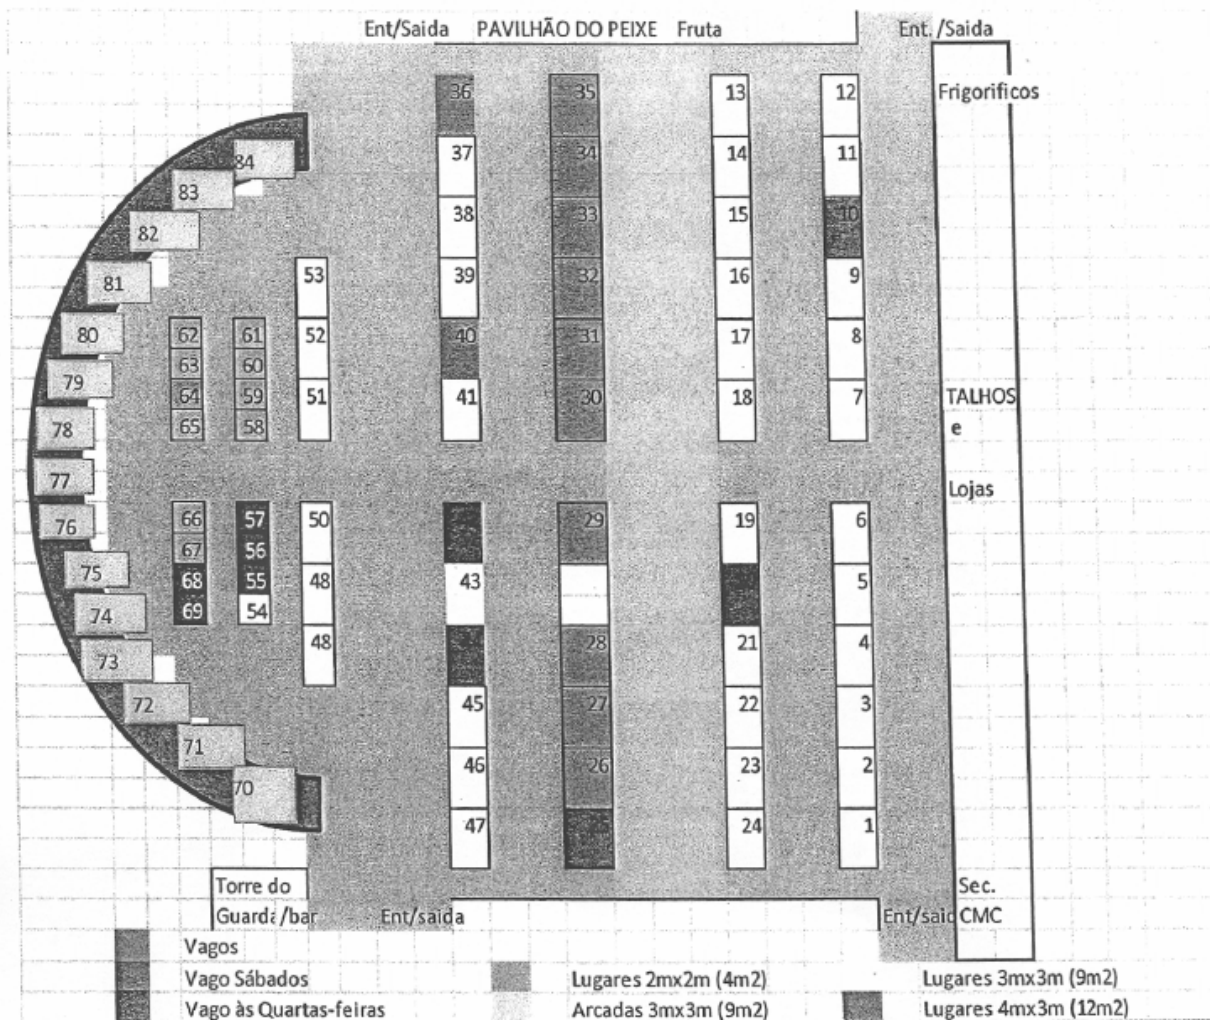 Ent/Saida PAVILHÃO DO PEIXE Fruta Ent. /Saida
36 35 13 12 Frigorificos
84 37 34 14 11
83
82 38 33 15 10
81 53 39 32 16 9
80 62 61 52 40 31 17 8
79 63 60
64 59 51 41 30 18 7 TALHOS
78 65 58 e
77 Lojas
76 66 57 50 29 19 6
67 56
75 68 55 48 43 5
74 69 54
73 48 28 21 4
72 45 27 22 3
71 46 26 23 2
70
47 24 1
Torre do Sec.
Guarda/bar Ent/saida Ent/said CMC
Vagos
Vago Sábados Lugares 2mx2m (4m2) Lugares 3mx3m (9m2)
Vago às Quartas-feiras Arcadas 3mx3m (9m2) Lugares 4mx3m (12m2)